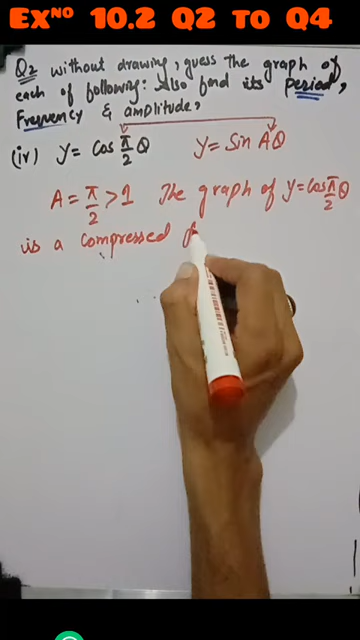 Ex№ 10.2 Q2 TO Q4
Q2 without drawing, guess the graph of
each of following: Also find its period,
Frequency & amplitude,
(iv) y = Cos π/2 θ y = Sin Aθ
A = π/2 > 1 The graph of y = Cos π/2 θ
is a compressed